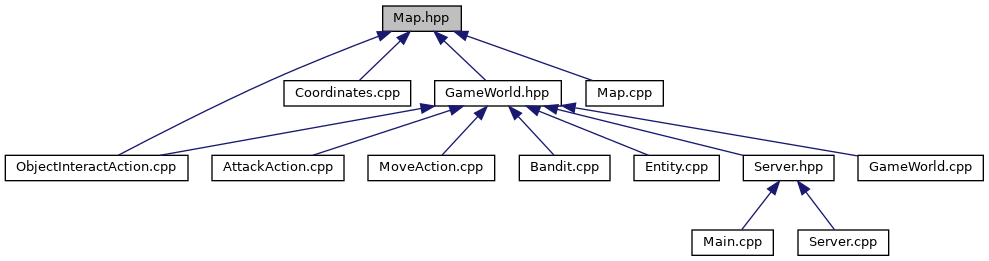 Map.hpp
Coordinates.cpp
GameWorld.hpp
Map.cpp
ObjectInteractAction.cpp
AttackAction.cpp
MoveAction.cpp
Bandit.cpp
Entity.cpp
Server.hpp
GameWorld.cpp
Main.cpp
Server.cpp